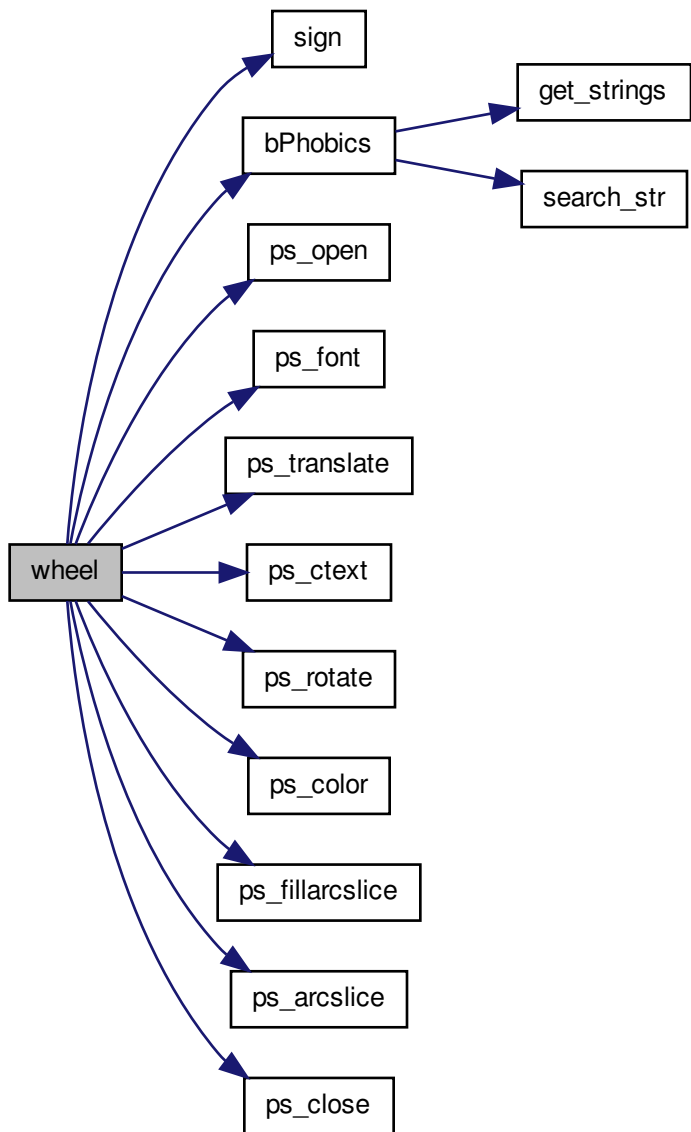 sign
get_strings
bPhobics
search_str
ps_open
ps_font
ps_translate
wheel
ps_ctext
ps_rotate
ps_color
ps_fillarcslice
ps_arcslice
ps_close